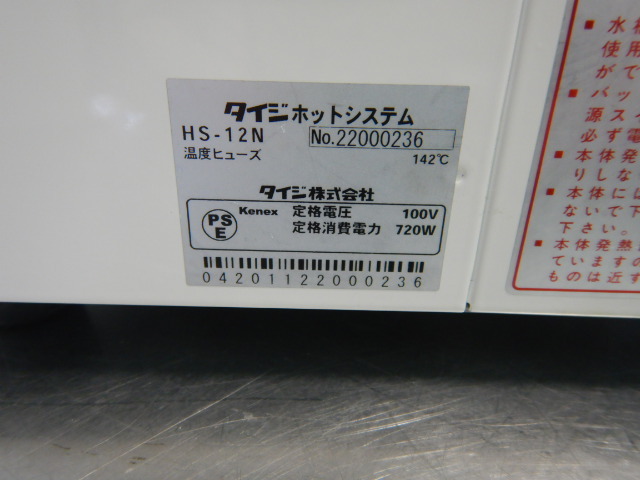 タイジホットシステム
HS-12N No.22000236
温度ヒューズ 142℃
タイジ株式会社
PS
E
Kenex 定格電圧 100V
定格消費電力 720W
04201122000236
■水
使用
がで
■バッ
源スイ
必ず電
■本体発
りしな
■本体には
ないで下
下さい。
■本体発熱
ていますの
ものは近